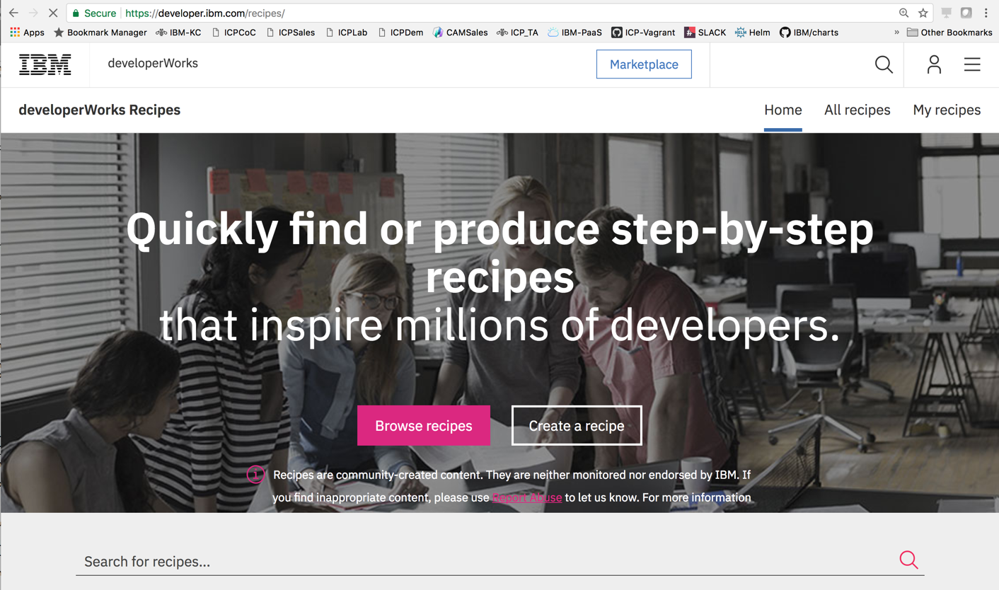 Secure https://developer.ibm.com/recipes/
Apps Bookmark Manager IBM-KC ICPCoC ICPSales ICPLab ICPDem CAMSales ICP_TA IBM-PaaS ICP-Vagrant SLACK HELM Helm IBM/charts » Other Bookmarks
IBM developerWorks Marketplace
developerWorks Recipes Home All recipes My recipes
Quickly find or produce step-by-step
recipes
that inspire millions of developers.
Browse recipes Create a recipe
Recipes are community-created content. They are neither monitored nor endorsed by IBM. If
you find inappropriate content, please use Report Abuse to let us know. For more information
Search for recipes...